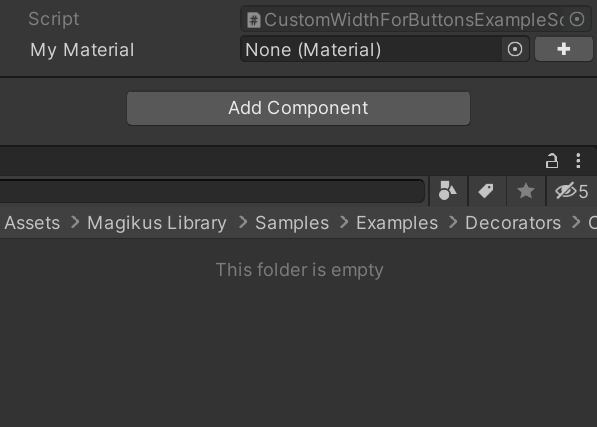 Script
CustomWidthForButtonsExampleSc
My Material
None (Material)
Add Component
5
Assets > Magikus Library > Samples > Examples > Decorators > C
This folder is empty